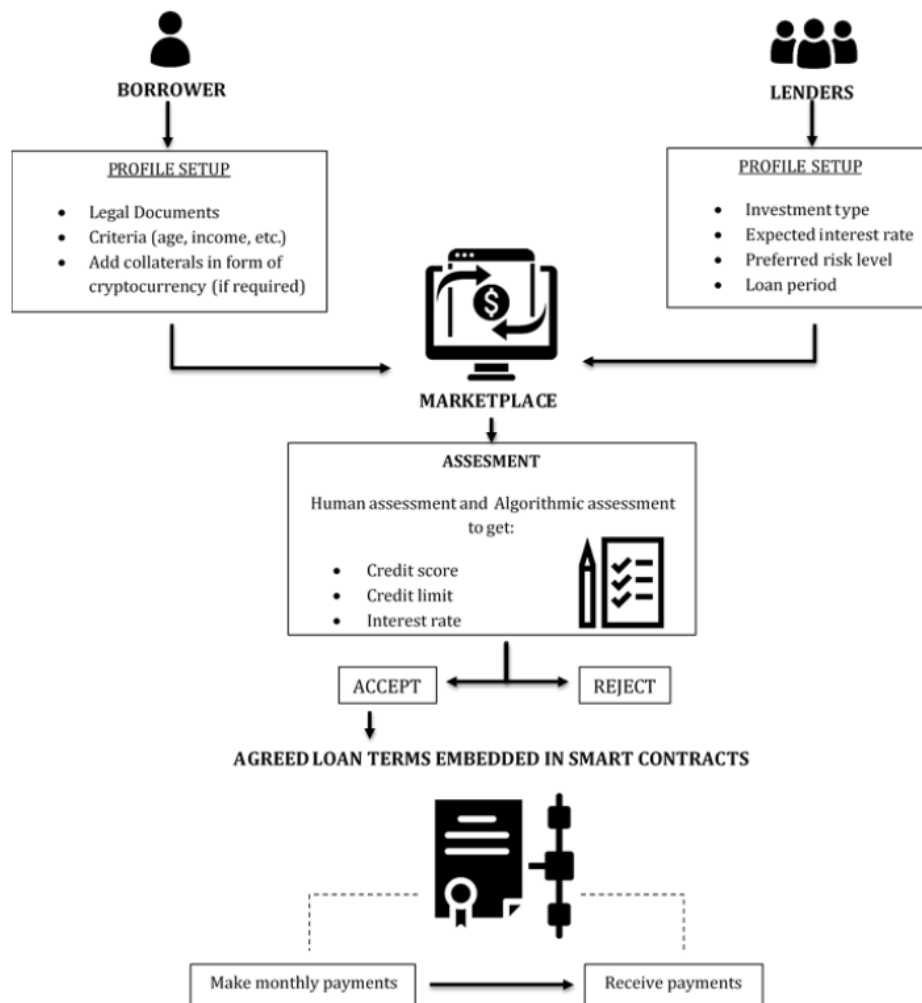 BORROWER
LENDERS
PROFILE SETUP
• Legal Documents
• Criteria (age, income, etc.)
• Add collaterals in form of
cryptocurrency (if required)
PROFILE SETUP
• Investment type
• Expected interest rate
• Preferred risk level
• Loan period
$
MARKETPLACE
ASSESMENT
Human assessment and Algorithmic assessment
to get:
• Credit score
• Credit limit
• Interest rate
ACCEPT
REJECT
AGREED LOAN TERMS EMBEDDED IN SMART CONTRACTS
Make monthly payments
Receive payments